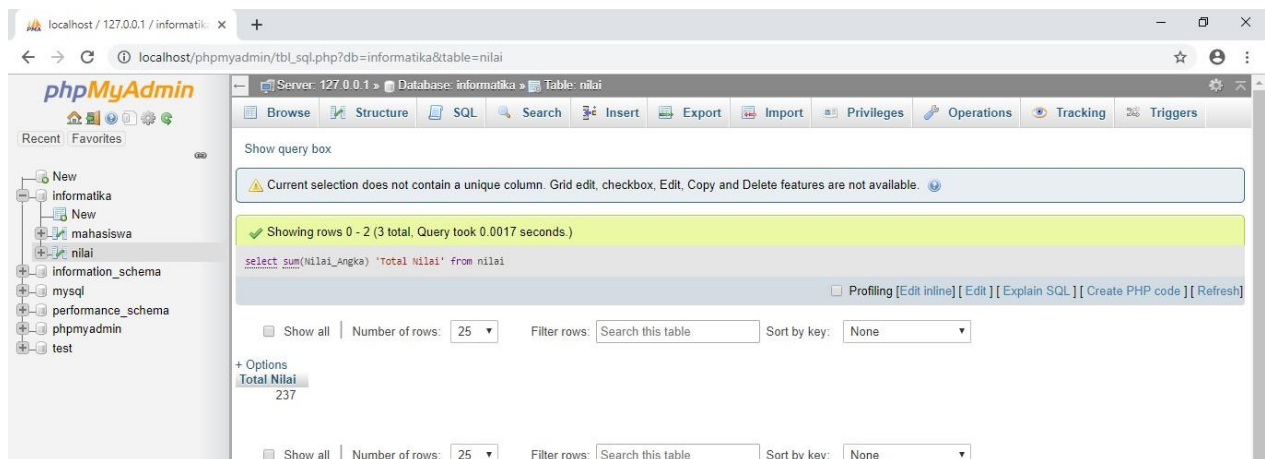 localhost / 127.0.0.1 / informatik
localhost/phpmyadmin/tbl_sql.php?db=informatika&table=nilai
phpMyAdmin
Recent Favorites
New
informatika
New
mahasiswa
nilai
information_schema
mysql
performance_schema
phpmyadmin
test
Server: 127.0.0.1 » Database: informatika » Table: nilai
Browse Structure SQL Search Insert Export Import Privileges Operations Tracking Triggers
Show query box
Current selection does not contain a unique column. Grid edit, checkbox, Edit, Copy and Delete features are not available.
Showing rows 0 - 2 (3 total, Query took 0.0017 seconds.)
select sum(Nilai_Angka) 'Total Nilai' from nilai
Profiling [Edit inline] [ Edit ] [ Explain SQL ] [ Create PHP code ] [ Refresh]
Show all | Number of rows: 25 Filter rows: Search this table Sort by key: None
+ Options
Total Nilai
237
Show all | Number of rows: 25 Filter rows: Search this table Sort by key: None